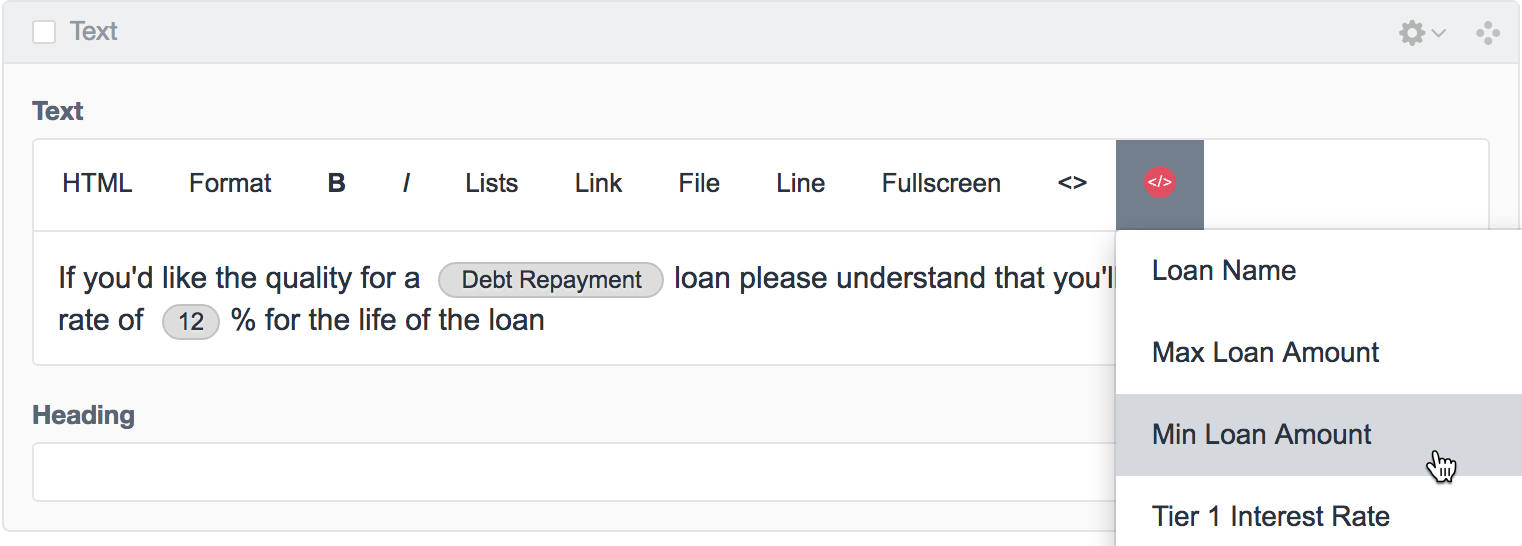 Text
Text
HTML Format B I Lists Link File Line Fullscreen <> </>
If you'd like the quality for a Debt Repayment loan please understand that you'll
rate of 12 % for the life of the loan
Loan Name
Max Loan Amount
Heading
Min Loan Amount
Tier 1 Interest Rate